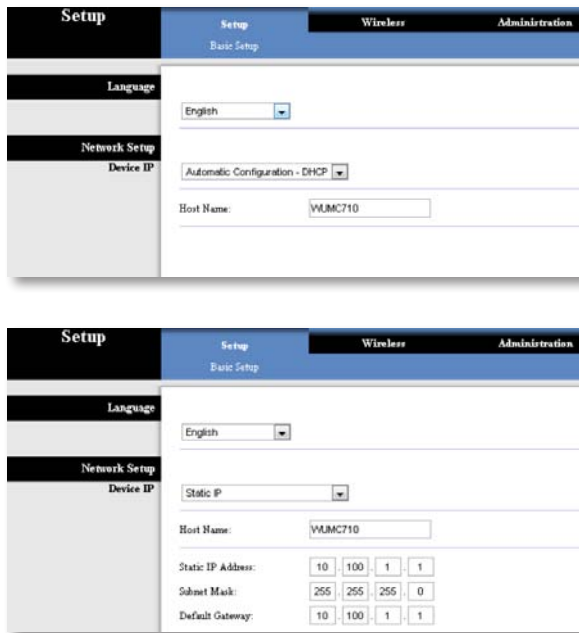 Setup
Setup Wireless Administration
Basic Setup
Language
English
Network Setup
Device IP
Automatic Configuration - DHCP
Host Name: WUMC710
Setup
Setup Wireless Administration
Basic Setup
Language
English
Network Setup
Device IP
Static IP
Host Name: WUMC710
Static IP Address: 10 . 100 . 1 . 1
Subnet Mask: 255 . 255 . 255 . 0
Default Gateway: 10 . 100 . 1 . 1